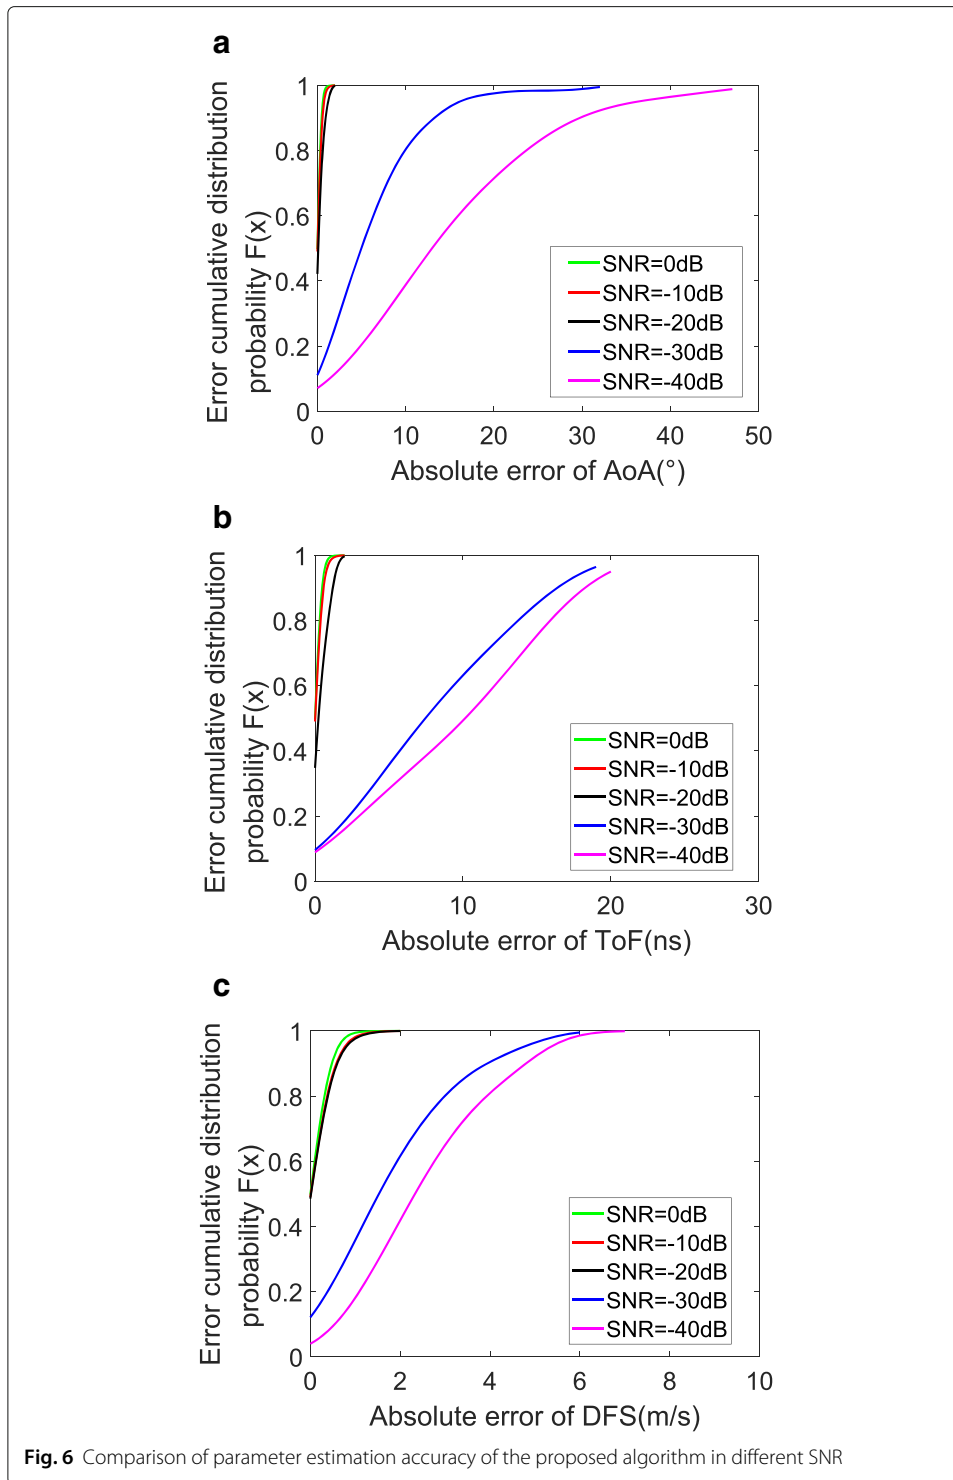 a
Error cumulative distribution
probability F(x)
1
0.8
0.6
0.4
0.2
0
SNR=0dB
SNR=-10dB
SNR=-20dB
SNR=-30dB
SNR=-40dB
0 10 20 30 40 50
Absolute error of AoA(°)
b
Error cumulative distribution
probability F(x)
1
0.8
0.6
0.4
0.2
0
SNR=0dB
SNR=-10dB
SNR=-20dB
SNR=-30dB
SNR=-40dB
0 10 20 30
Absolute error of ToF(ns)
c
Error cumulative distribution
probability F(x)
1
0.8
0.6
0.4
0.2
0
SNR=0dB
SNR=-10dB
SNR=-20dB
SNR=-30dB
SNR=-40dB
0 2 4 6 8 10
Absolute error of DFS(m/s)
Fig. 6 Comparison of parameter estimation accuracy of the proposed algorithm in different SNR